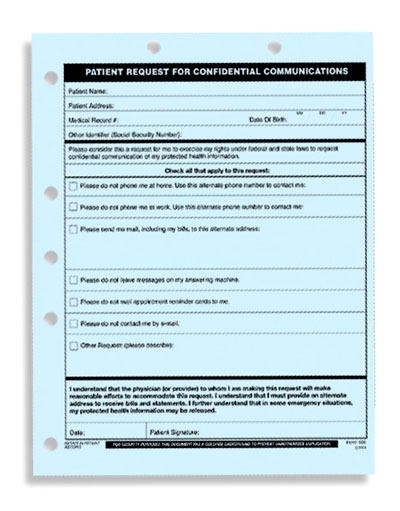 PATIENT REQUEST FOR CONFIDENTIAL COMMUNICATIONS
Patient Name:
Patient Address:
Medical Record #: Date Of Birth: MM DD YY
Other Identifier (Social Security Number):
Please consider this a request for me to exercise my rights under federal and state laws to request
confidential communication of my protected health information.
Check all that apply to this request:
Please do not phone me at home. Use this alternate phone number to contact me:
Please do not phone me at work. Use this alternate phone number to contact me:
Please send me mail, including my bills, to this alternate address:
Please do not leave messages on my answering machine.
Please do not mail appointment reminder cards to me.
Please do not contact me by e-mail.
Other Request (please describe):
I understand that the physician (or provider) to whom I am making this request will make
reasonable efforts to accommodate this request. I understand that I must provide an alternate
address to receive bills and statements. I further understand that in some emergency situations,
my protected health information may be released.
Date: Patient Signature:
RETAIN IN PATIENT
RECORD
FOR SECURITY PURPOSES THIS DOCUMENT HAS A COLORED BACKGROUND TO PREVENT UNAUTHORIZED DUPLICATION.